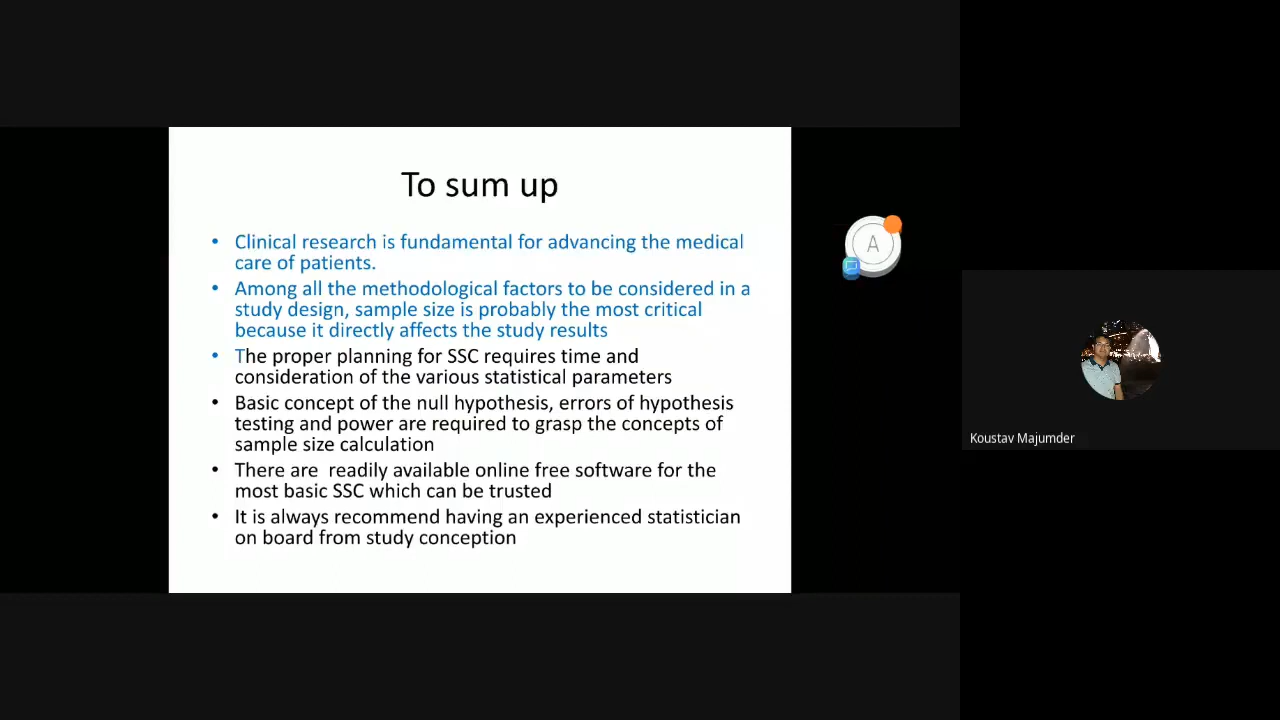 To sum up
• Clinical research is fundamental for advancing the medical
care of patients.
• Among all the methodological factors to be considered in a
study design, sample size is probably the most critical
because it directly affects the study results
• The proper planning for SSC requires time and
consideration of the various statistical parameters
• Basic concept of the null hypothesis, errors of hypothesis
testing and power are required to grasp the concepts of
sample size calculation
• There are  readily available online free software for the
most basic SSC which can be trusted
• It is always recommend having an experienced statistician
on board from study conception
A
Koustav Majumder